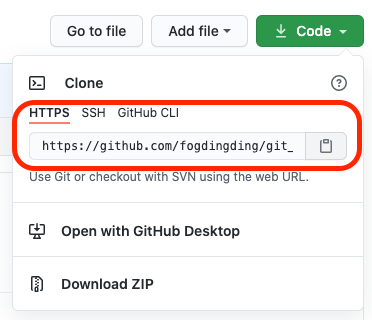 Go to file Add file Code
Clone
HTTPS SSH GitHub CLI
https://github.com/fogdingding/git_
Use Git or checkout with SVN using the web URL.
Open with GitHub Desktop
Download ZIP